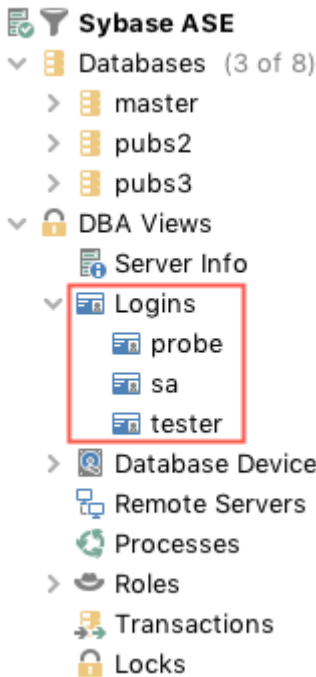 Sybase ASE
Databases (3 of 8)
master
pubs2
pubs3
DBA Views
Server Info
Logins
probe
sa
tester
Database Device
Remote Servers
Processes
Roles
Transactions
Locks